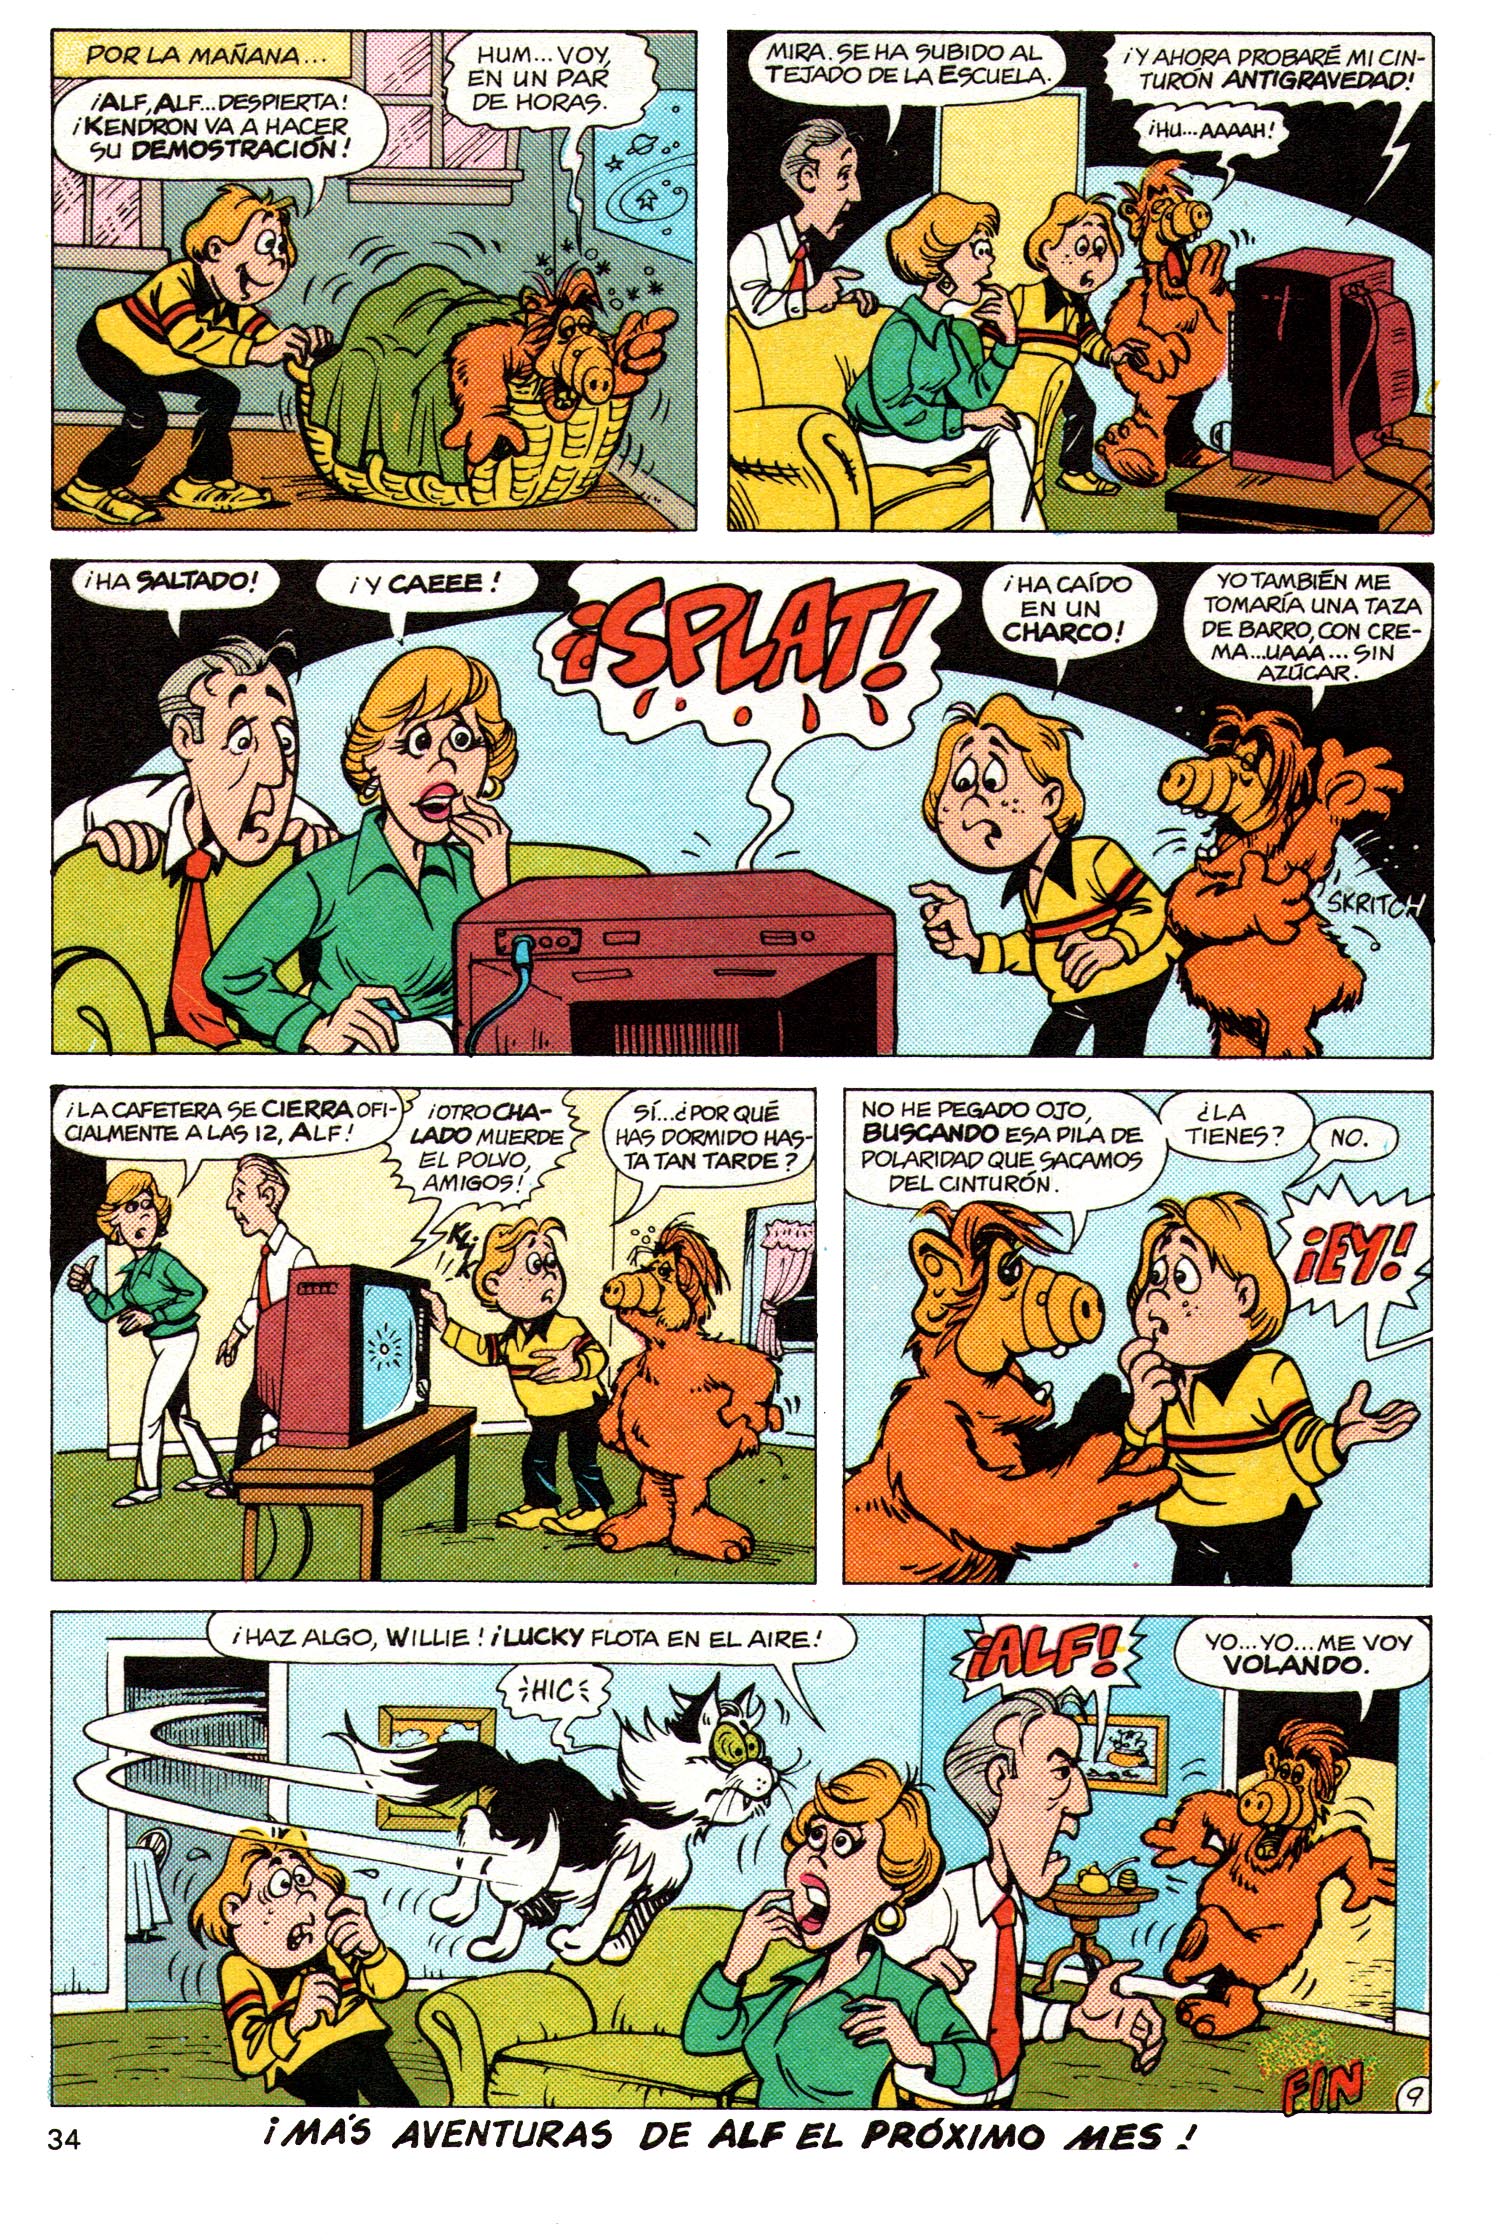 POR LA MAÑANA...
¡ALF, ALF... DESPIERTA!
¡KENDRON VA A HACER
SU DEMOSTRACIÓN!
HUM... VOY,
EN UN PAR
DE HORAS.
MIRA. SE HA SUBIDO AL
TEJADO DE LA ESCUELA.
¡Y AHORA PROBARÉ MI CIN-
TURÓN ANTIGRAVEDAD!
¡HU...AAAAH!
¡HA SALTADO!
¡Y CAEEE!
¡SPLAT!
¡HA CAÍDO
EN UN
CHARCO!
YO TAMBIÉN ME
TOMARÍA UNA TAZA
DE BARRO, CON CRE-
MA...UAAA... SIN
AZÚCAR.
SKRITCH
¡LA CAFETERA SE CIERRA OFI-
CIALMENTE A LAS 12, ALF!
¡OTRO CHA-
LADO MUERDE
EL POLVO,
AMIGOS!
KLIK
SÍ...¿POR QUÉ
HAS DORMIDO HAS-
TA TAN TARDE?
NO HE PEGADO OJO,
BUSCANDO ESA PILA DE
POLARIDAD QUE SACAMOS
DEL CINTURÓN.
¿LA
TIENES?
NO.
¡EY!
¡HAZ ALGO, WILLIE! ¡LUCKY FLOTA EN EL AIRE!
HIC
¡ALF!
YO...YO...ME VOY
VOLANDO.
FIN
9
34
¡MÁS AVENTURAS DE ALF EL PRÓXIMO MES!